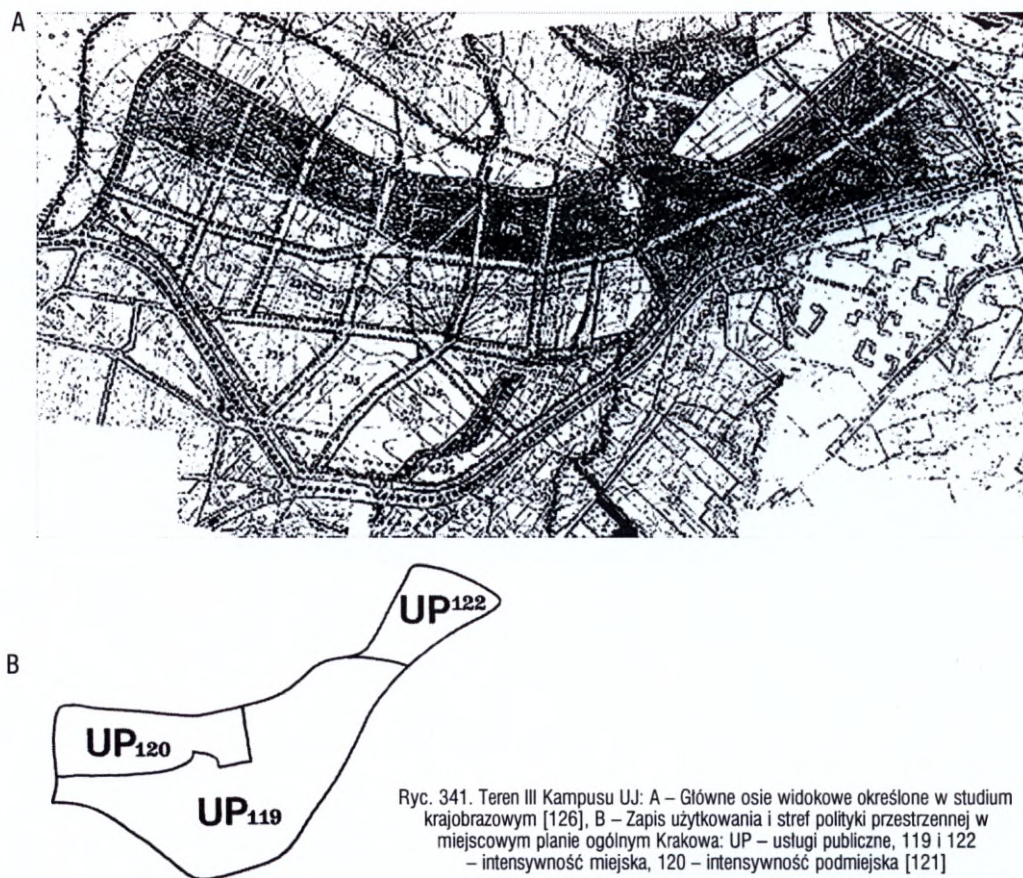 A
B
UP122
UP120
UP119
Ryc. 341. Teren III Kampusu UJ: A – Główne osie widokowe określone w studium
krajobrazowym [126], B – Zapis użytkowania i stref polityki przestrzennej w
miejscowym planie ogólnym Krakowa: UP – usługi publiczne, 119 i 122
– intensywność miejska, 120 – intensywność podmiejska [121]